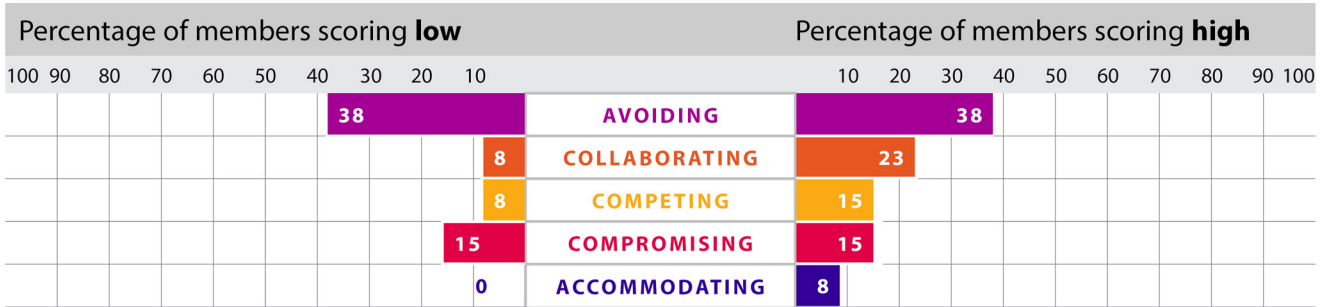 Percentage of members scoring low Percentage of members scoring high
100 90 80 70 60 50 40 30 20 10 10 20 30 40 50 60 70 80 90 100
38 AVOIDING 38
8 COLLABORATING 23
8 COMPETING 15
15 COMPROMISING 15
0 ACCOMMODATING 8